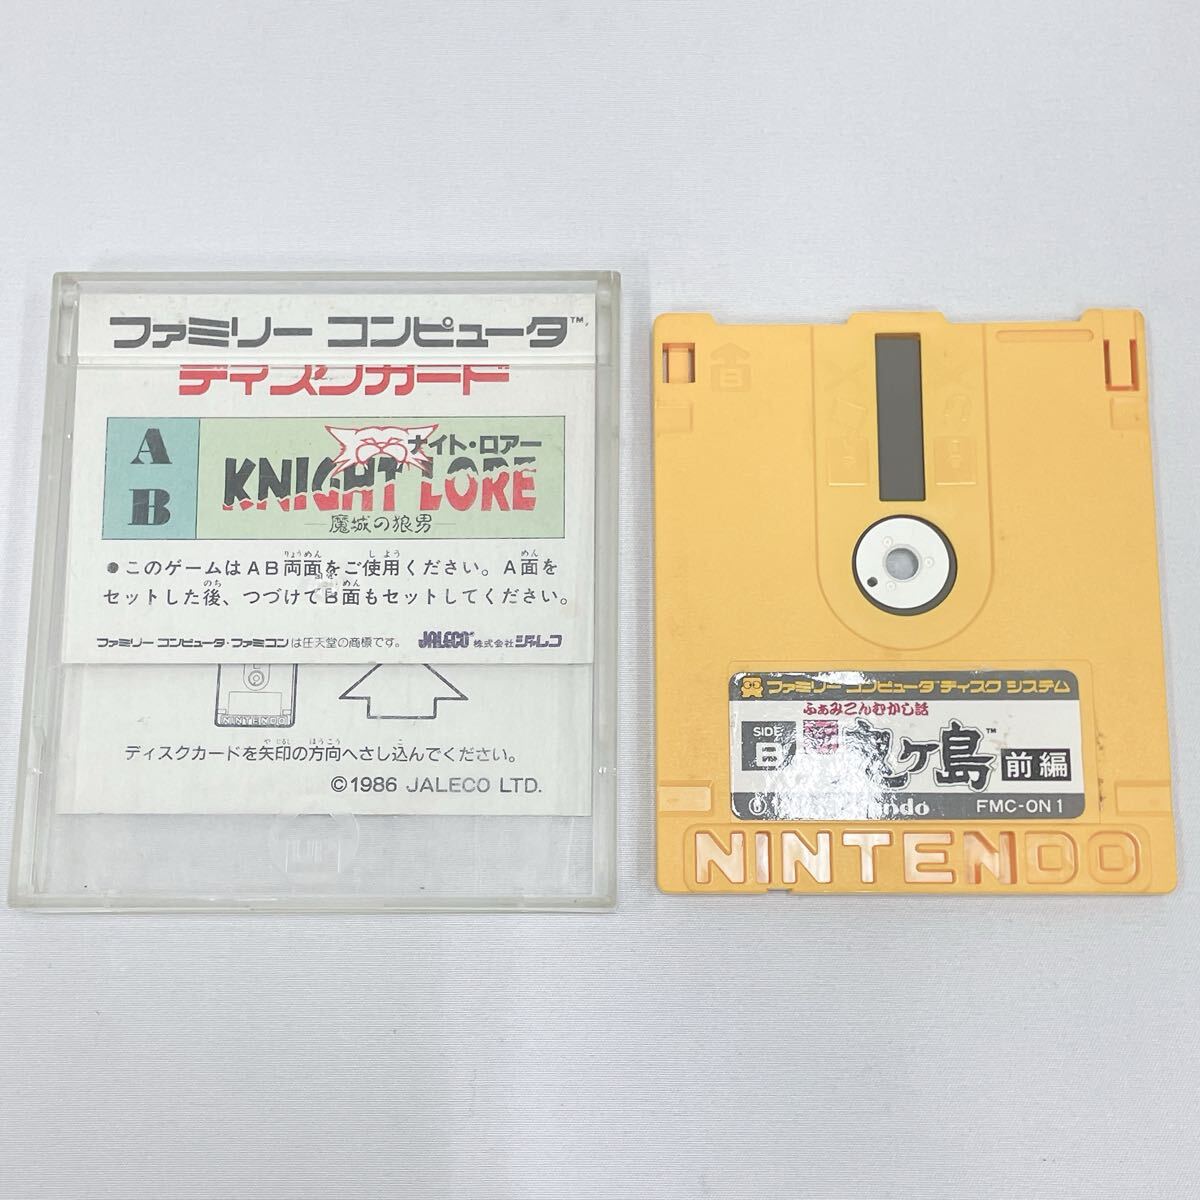 ファミリー コンピュータ™
ディスクカード
A
B
ナイト・ロアー
KNIGHT LORE
魔城の狼男
●このゲームはAB両面をご使用ください。A面を
セットした後、つづけてB面もセットしてください。
ファミリー コンピュータ・ファミコンは任天堂の商標です。 JALECO 株式会社ジャレコ
NINTENDO
ディスクカードを矢印の方向へさし込んでください。
©1986 JALECO LTD.
B
ファミリー コンピュータ ディスク システム
ふぁみこんむかし話
SIDE
B
鬼ヶ島™ 前編
FMC-ON1
NINTENDO